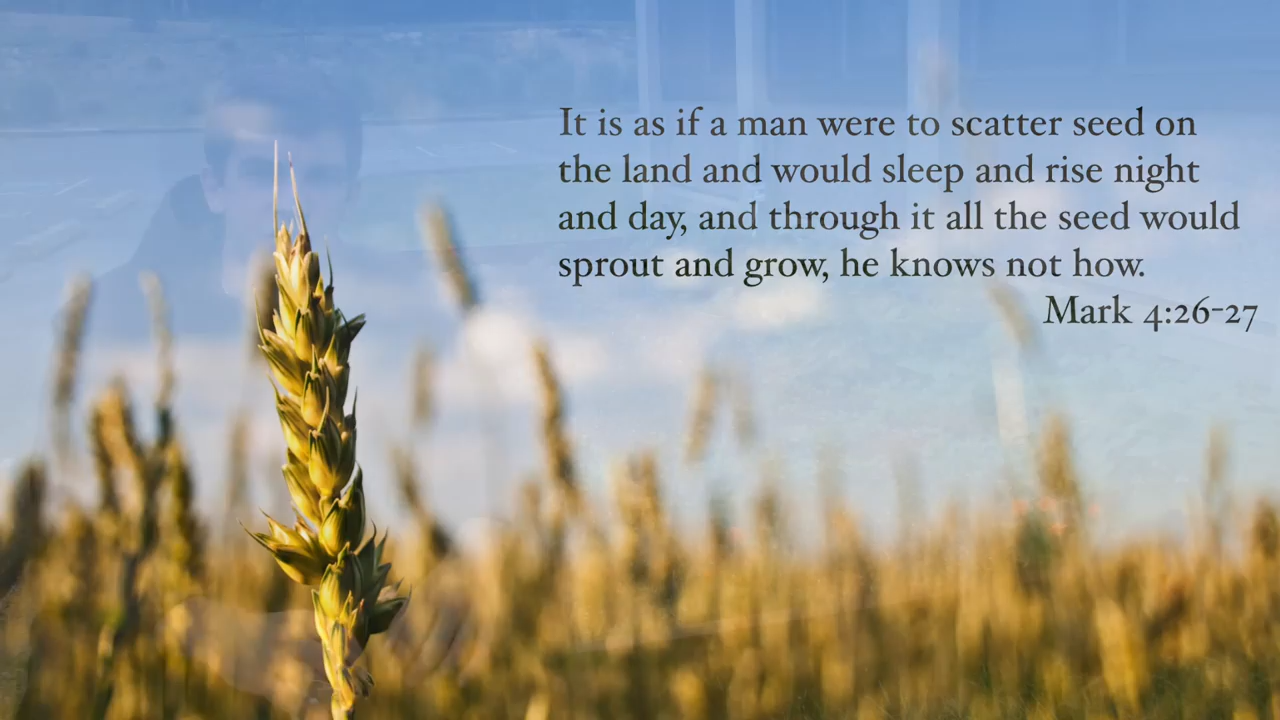 It is as if a man were to scatter seed on
the land and would sleep and rise night
and day, and through it all the seed would
sprout and grow, he knows not how.
Mark 4:26-27